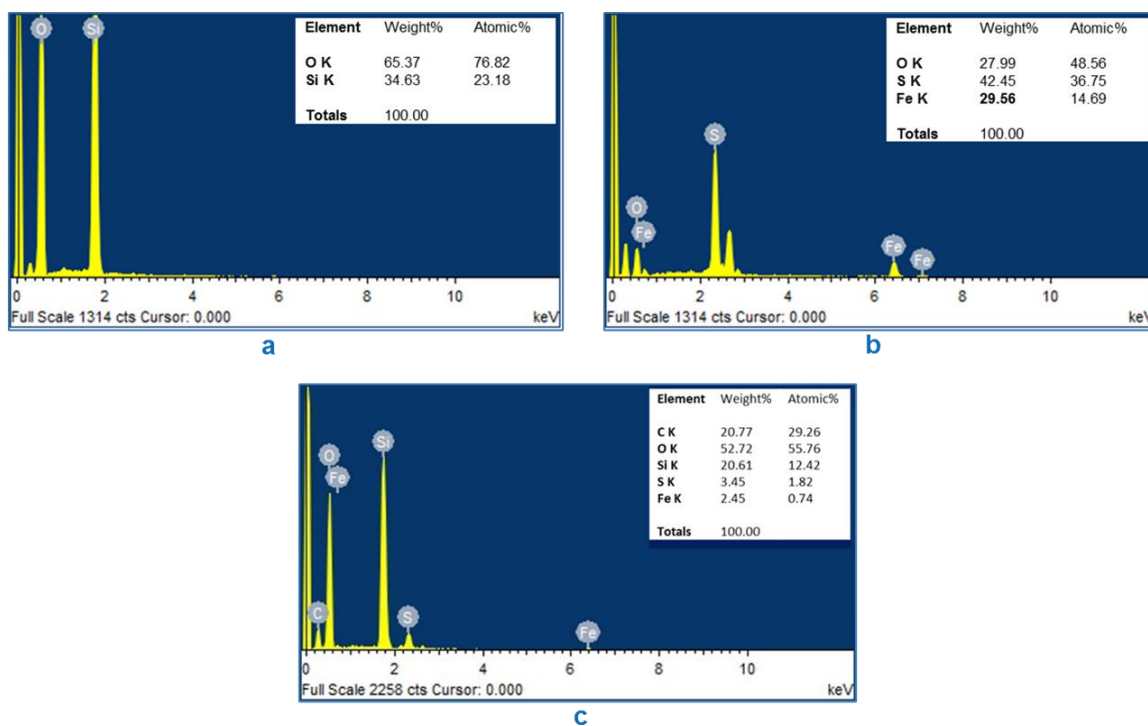 O Si
Element Weight% Atomic%
O K 65.37 76.82
Si K 34.63 23.18
Totals 100.00
0 2 4 6 8 10
Full Scale 1314 cts Cursor: 0.000 keV
a
Element Weight% Atomic%
O K 27.99 48.56
S K 42.45 36.75
Fe K 29.56 14.69
Totals 100.00
S
O
Fe Fe
Fe
0 2 4 6 8 10
Full Scale 1314 cts Cursor: 0.000 keV
b
Element Weight% Atomic%
C K 20.77 29.26
O K 52.72 55.76
Si K 20.61 12.42
S K 3.45 1.82
Fe K 2.45 0.74
Totals 100.00
Si
O
Fe
C S Fe
0 2 4 6 8 10
Full Scale 2258 cts Cursor: 0.000 keV
c